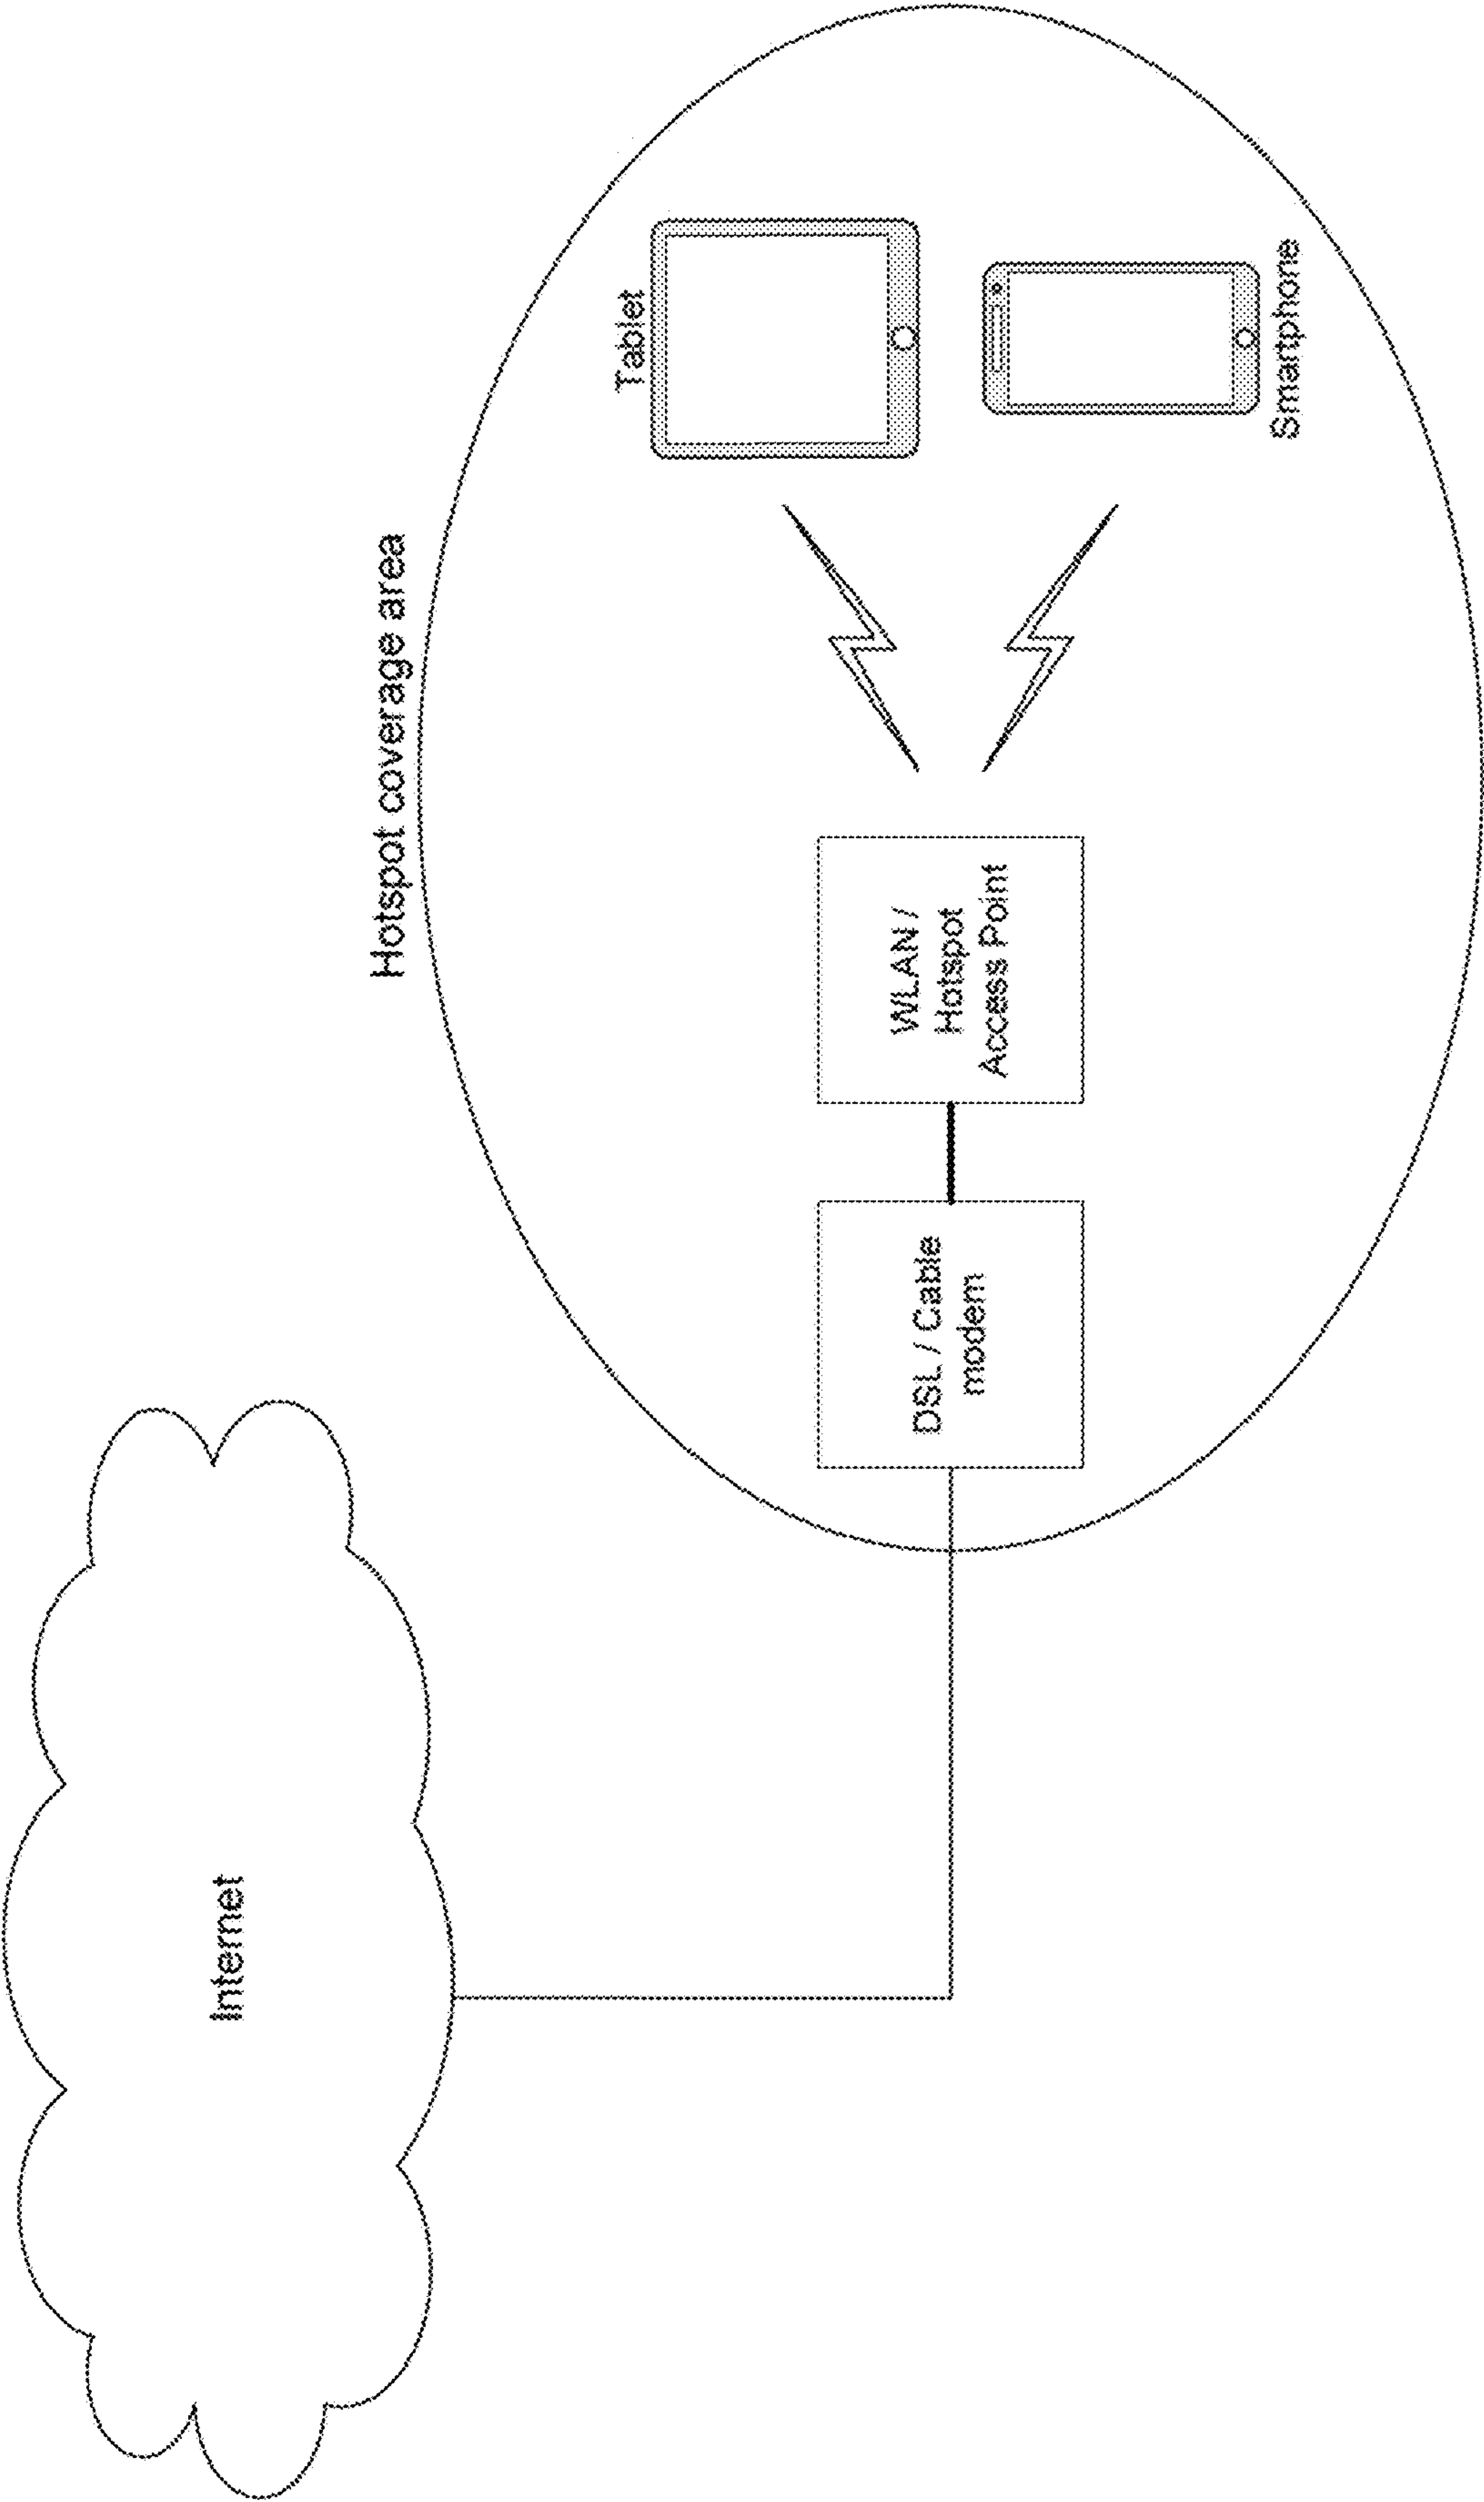 Internet
Hotspot coverage area
DSL / Cable
modem
WLAN /
Hotspot
Access Point
Tablet
Smartphone